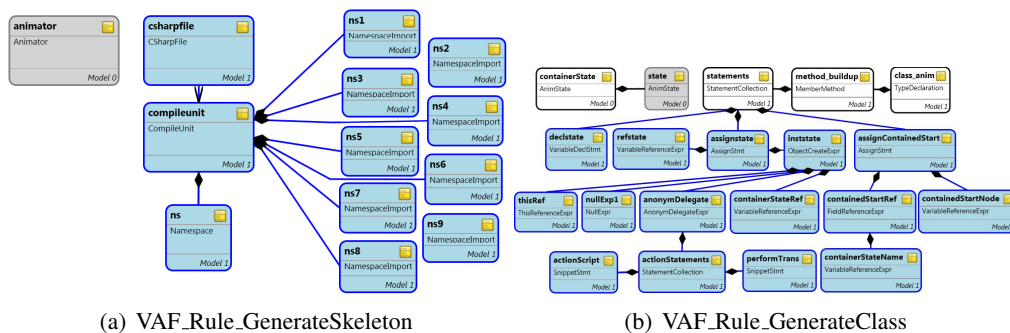 animator
Animator
Model 0
csharpfile
CSharpFile
Model 1
ns1
NamespaceImport
Model 1
ns2
NamespaceImport
Model 1
ns3
NamespaceImport
Model 1
ns4
NamespaceImport
Model 1
compileunit
CompileUnit
Model 1
ns5
NamespaceImport
Model 1
ns6
NamespaceImport
Model 1
ns7
NamespaceImport
Model 1
ns
Namespace
Model 1
ns9
NamespaceImport
Model 1
ns8
NamespaceImport
Model 1
(a) VAF_Rule_GenerateSkeleton
containerState
AnimState
Model 0
state
AnimState
Model 0
statements
StatementCollection
Model 1
method_buildup
MemberMethod
Model 1
class_anim
TypeDeclaration
Model 1
declstate
VariableDeclStmt
Model 1
refstate
VariableReferenceExpr
Model 1
assignstate
AssignStmt
Model 1
inststate
ObjectCreateExpr
Model 1
assignContainedStart
AssignStmt
Model 1
thisRef
ThisReferenceExpr
Model 1
nullExp1
NullExpr
Model 1
anonymDelegate
AnonymDelegateExpr
Model 1
containerStateRef
VariableReferenceExpr
Model 1
containedStartRef
FieldReferenceExpr
Model 1
containedStartNode
VariableReferenceExpr
Model 1
actionScript
SnippetStmt
Model 1
actionStatements
StatementCollection
Model 1
performTrans
SnippetStmt
Model 1
containerStateName
VariableReferenceExpr
Model 1
(b) VAF_Rule_GenerateClass